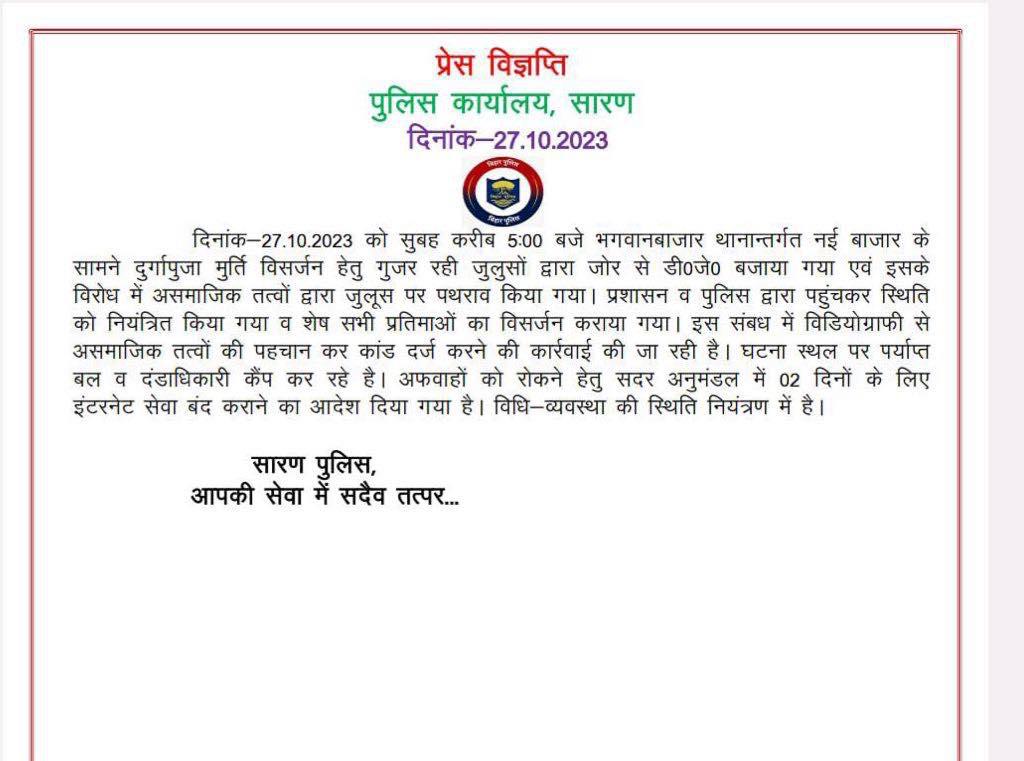 प्रेस विज्ञप्ति
पुलिस कार्यालय, सारण
दिनांक–27.10.2023
बिहार पुलिस
बिहार पुलिस
दिनांक–27.10.2023 को सुबह करीब 5:00 बजे भगवानबाजार थानान्तर्गत नई बाजार के
सामने दुर्गापुजा मुर्ति विसर्जन हेतु गुजर रही जुलुसों द्वारा जोर से डी0जे0 बजाया गया एवं इसके
विरोध में असमाजिक तत्वों द्वारा जुलूस पर पथराव किया गया। प्रशासन व पुलिस द्वारा पहुंचकर स्थिति
को नियंत्रित किया गया व शेष सभी प्रतिमाओं का विसर्जन कराया गया। इस संबध में विडियोग्राफी से
असमाजिक तत्वों की पहचान कर कांड दर्ज करने की कार्रवाई की जा रही है। घटना स्थल पर पर्याप्त
बल व दंडाधिकारी कैंप कर रहे है। अफवाहों को रोकने हेतु सदर अनुमंडल में 02 दिनों के लिए
इंटरनेट सेवा बंद कराने का आदेश दिया गया है। विधि–व्यवस्था की स्थिति नियंत्रण में है।
सारण पुलिस,
आपकी सेवा में सदैव तत्पर...